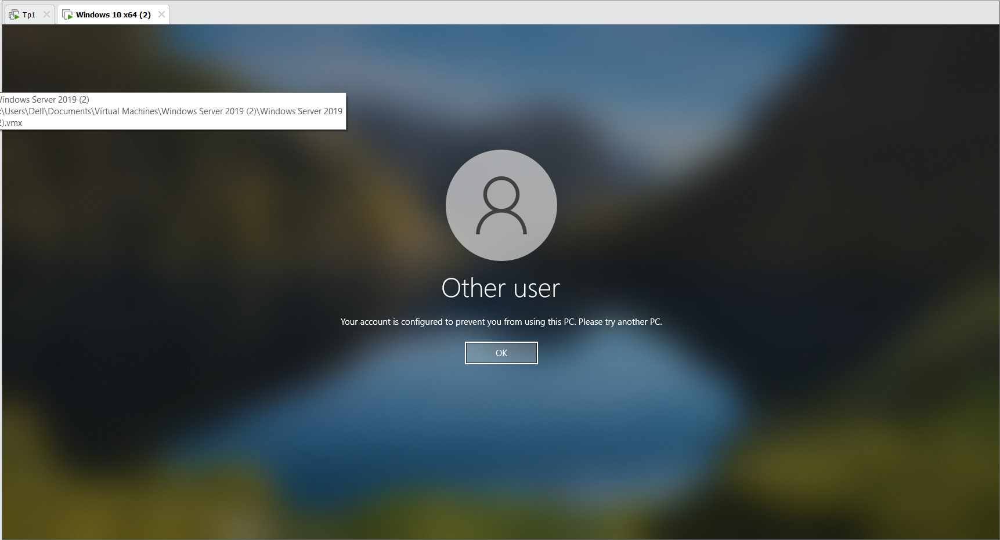 Tp1
Windows 10 x64 (2)
indows Server 2019 (2)
:\Users\Dell\Documents\Virtual Machines\Windows Server 2019 (2)\Windows Server 2019
2).vmx
Other user
Your account is configured to prevent you from using this PC. Please try another PC.
OK